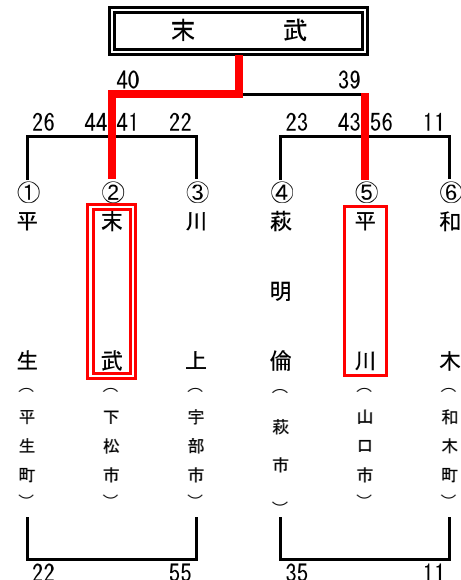 末武
40 39
26 44 41 22 23 43 56 11
① ② ③ ④ ⑤ ⑥
平生（平生町）
末武（下松市）
川上（宇部市）
萩明倫（萩市）
平川（山口市）
和木（和木町）
22 55 35 11